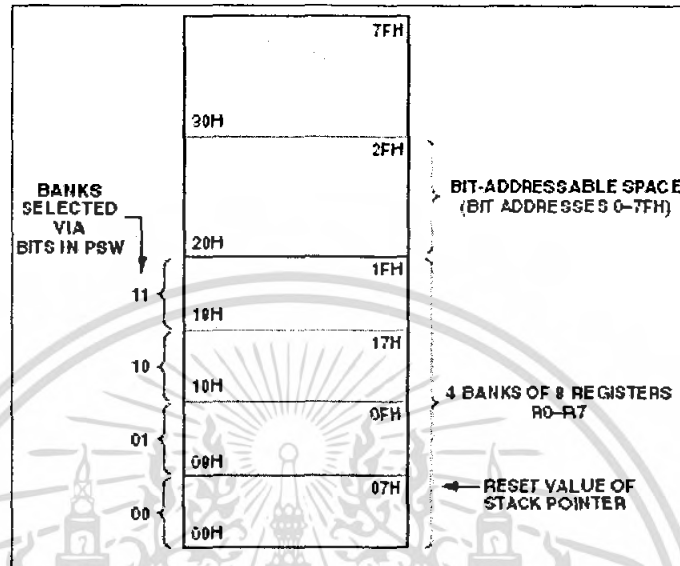 7FH
30H
2FH
BANKS
SELECTED
VIA
BITS IN PSW
BIT-ADDRESSABLE SPACE
(BIT ADDRESSES 0–7FH)
20H
1FH
11
18H
17H
10
10H
4 BANKS OF 8 REGISTERS
R0–R7
0FH
01
08H
07H
RESET VALUE OF
STACK POINTER
00
00H